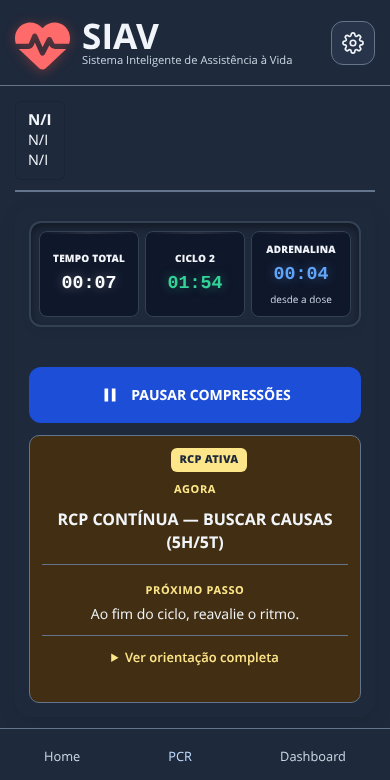 SIAV
Sistema Inteligente de Assistência à Vida
N/I
N/I
N/I
TEMPO TOTAL
00:07
CICLO 2
01:54
ADRENALINA
00:04
desde a dose
PAUSAR COMPRESSÕES
RCP ATIVA
AGORA
RCP CONTÍNUA — BUSCAR CAUSAS
(5H/5T)
PRÓXIMO PASSO
Ao fim do ciclo, reavalie o ritmo.
▶ Ver orientação completa
Home
PCR
Dashboard